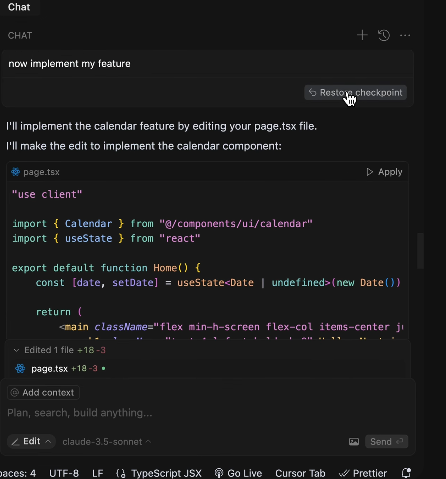 Chat
CHAT
now implement my feature
Restore checkpoint
I'll implement the calendar feature by editing your page.tsx file.
I'll make the edit to implement the calendar component:
page.tsx Apply
"use client"
import { Calendar } from "@/components/ui/calendar"
import { useState } from "react"
export default function Home() {
const [date, setDate] = useState<Date | undefined>(new Date())
return (
<main className="flex min-h-screen flex-col items-center
Edited 1 file +18 -3
page.tsx +18 -3
@ Add context
Plan, search, build anything...
Edit claude-3.5-sonnet
Send
paces: 4 UTF-8 LF {} TypeScript JSX Go Live Cursor Tab Prettier